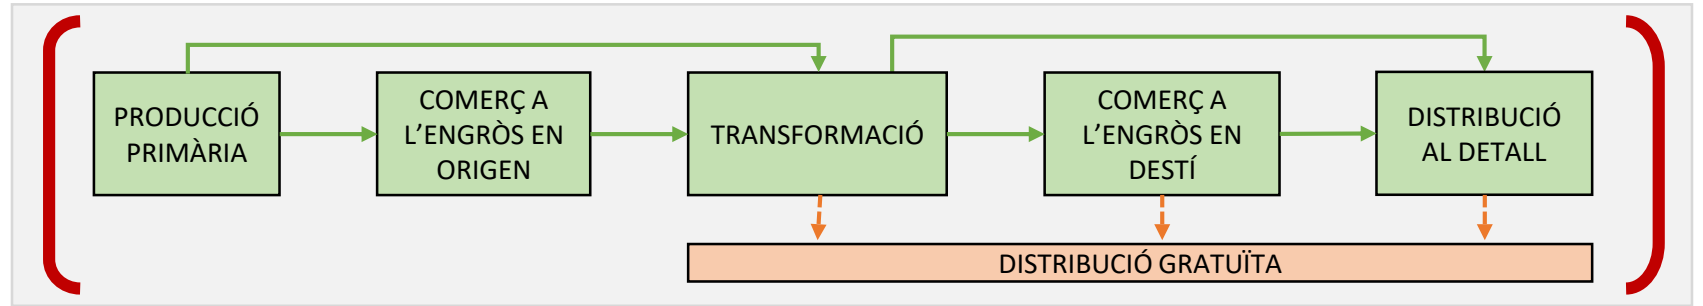 PRODUCCIÓ
PRIMÀRIA
COMERÇ A
L’ENGRÒS EN
ORIGEN
TRANSFORMACIÓ
COMERÇ A
L’ENGRÒS EN
DESTÍ
DISTRIBUCIÓ
AL DETALL
DISTRIBUCIÓ GRATUÏTA